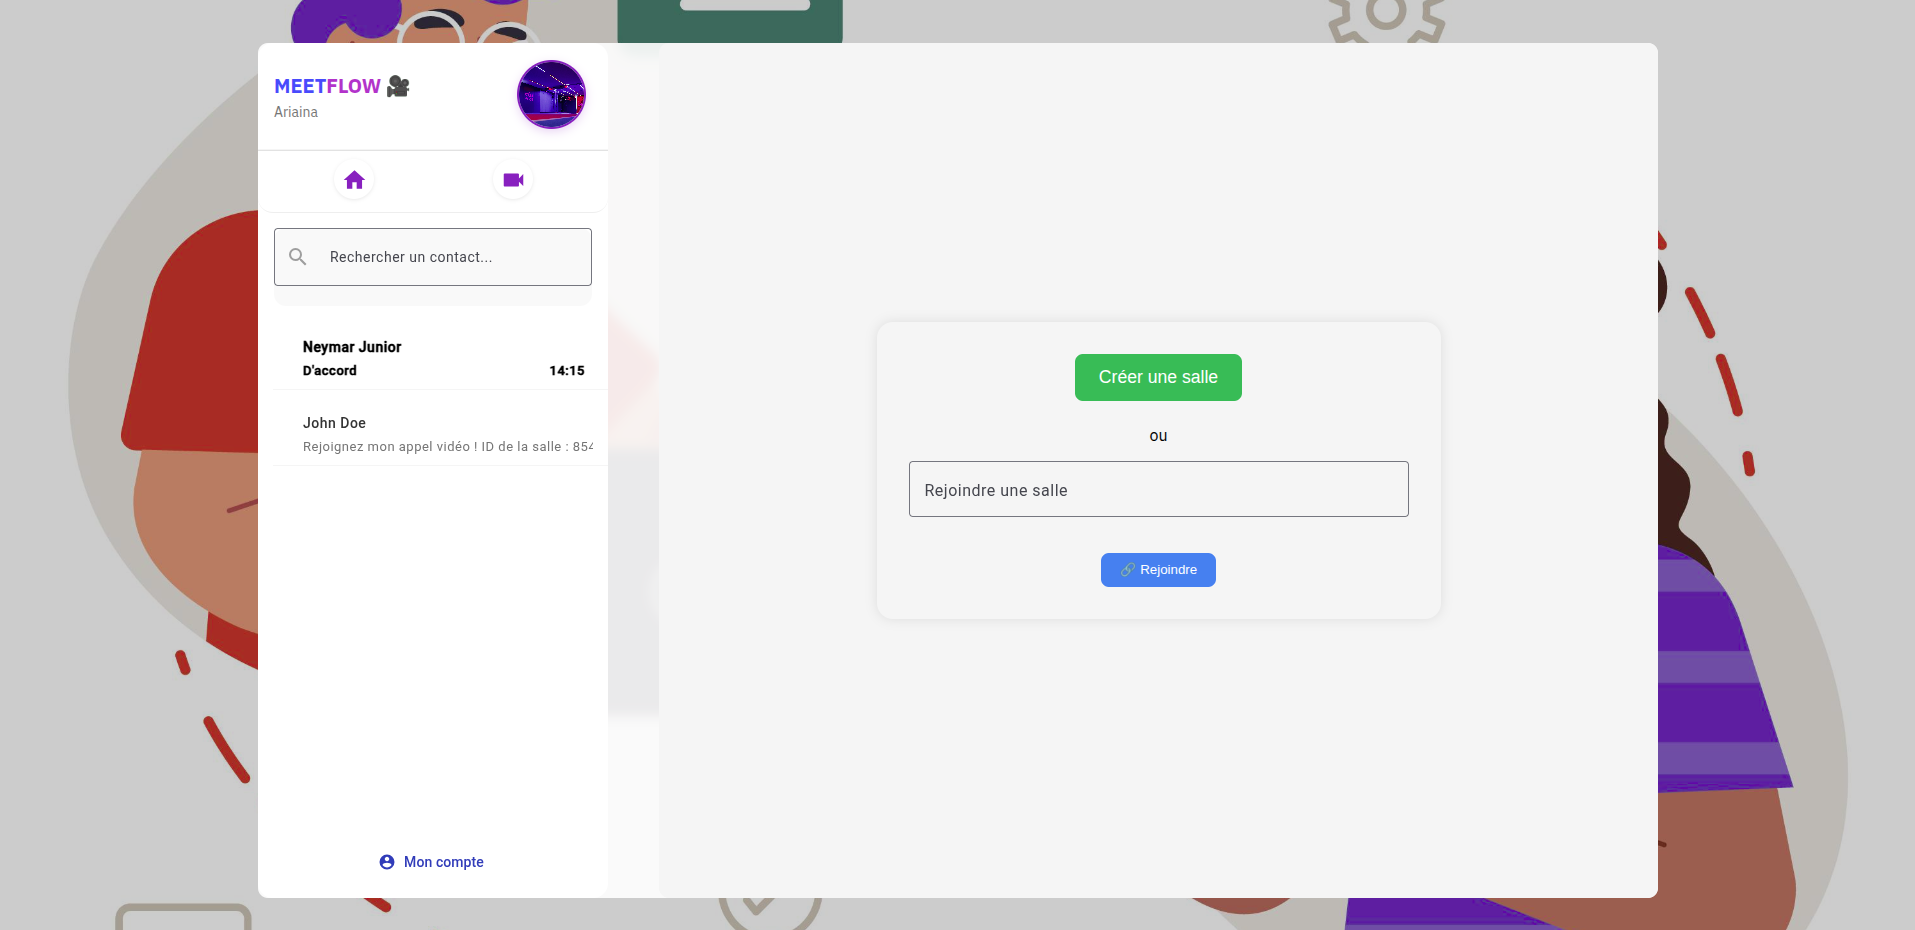 MEETFLOW 🎥
Ariaina
Rechercher un contact...
Neymar Junior
D'accord 14:15
John Doe
Rejoignez mon appel vidéo ! ID de la salle : 854
Mon compte
Créer une salle
ou
Rejoindre une salle
🔗 Rejoindre